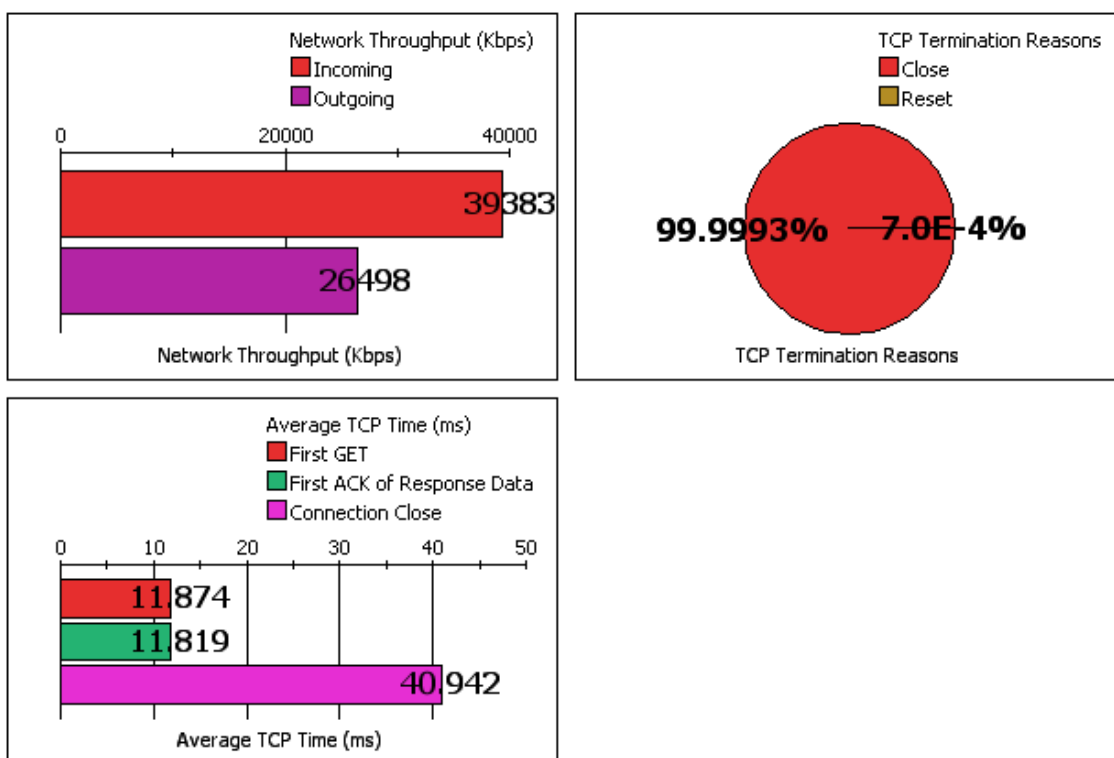 Network Throughput (Kbps)
Incoming
Outgoing
0 20000 40000
39383
26498
Network Throughput (Kbps)
TCP Termination Reasons
Close
Reset
99.9993% 7.0E-4%
TCP Termination Reasons
Average TCP Time (ms)
First GET
First ACK of Response Data
Connection Close
0 10 20 30 40 50
11.874
11.819
40.942
Average TCP Time (ms)